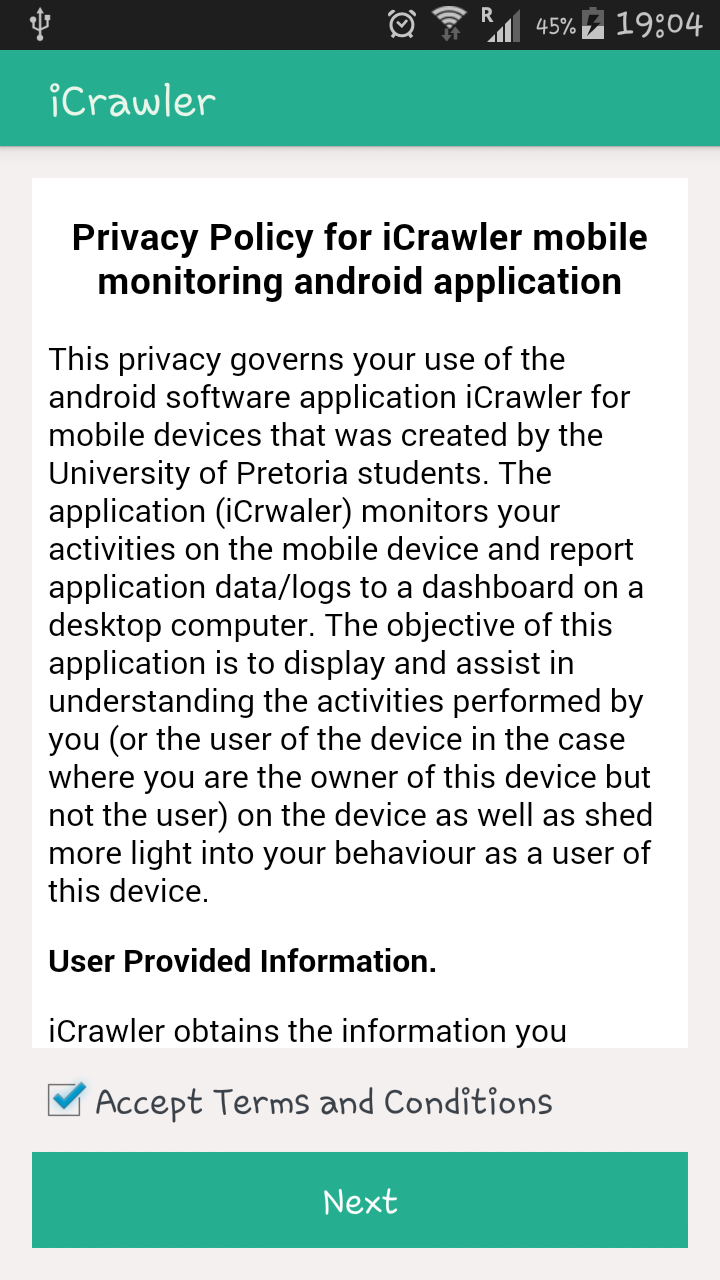 R 45% 19:04
iCrawler
Privacy Policy for iCrawler mobile
monitoring android application
This privacy governs your use of the
android software application iCrawler for
mobile devices that was created by the
University of Pretoria students. The
application (iCrwaler) monitors your
activities on the mobile device and report
application data/logs to a dashboard on a
desktop computer. The objective of this
application is to display and assist in
understanding the activities performed by
you (or the user of the device in the case
where you are the owner of this device but
not the user) on the device as well as shed
more light into your behaviour as a user of
this device.
User Provided Information.
iCrawler obtains the information you
Accept Terms and Conditions
Next